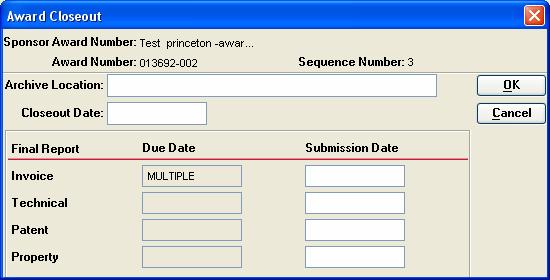 Award Closeout
Sponsor Award Number: Test princeton -awar...
Award Number: 013692-002 Sequence Number: 3
Archive Location: OK
Closeout Date: Cancel
Final Report Due Date Submission Date
Invoice MULTIPLE
Technical
Patent
Property